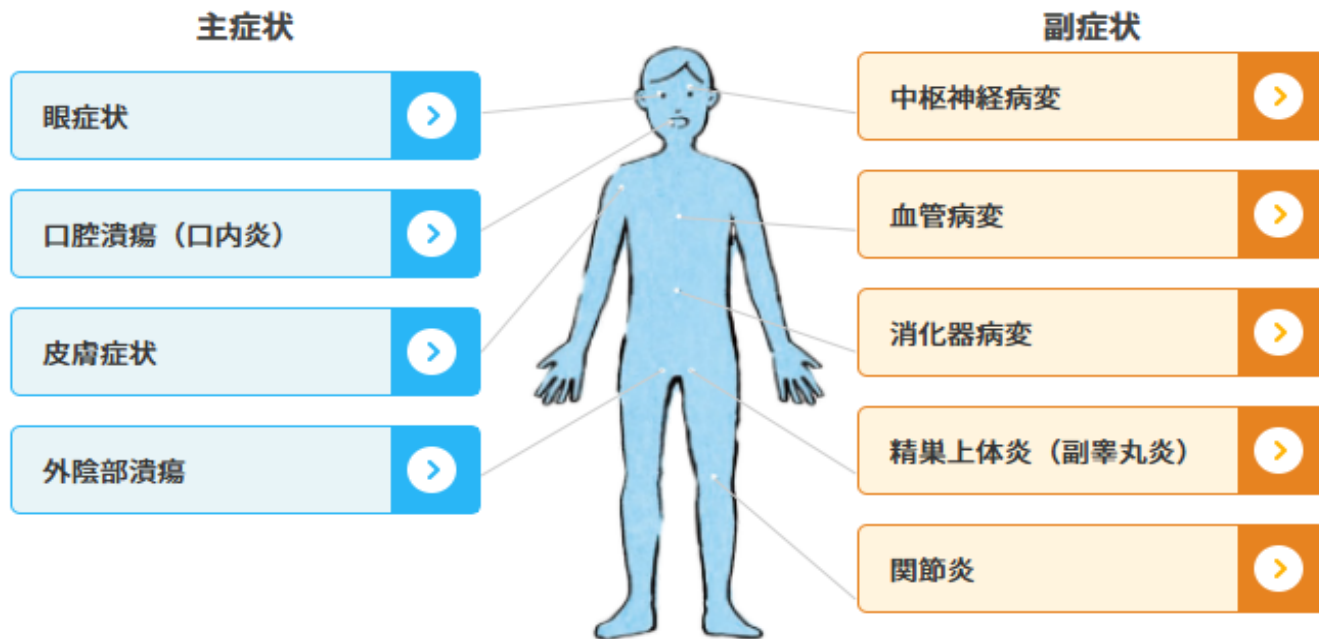 主症状
眼症状
口腔潰瘍（口内炎）
皮膚症状
外陰部潰瘍
副症状
中枢神経病変
血管病変
消化器病変
精巣上体炎（副睾丸炎）
関節炎